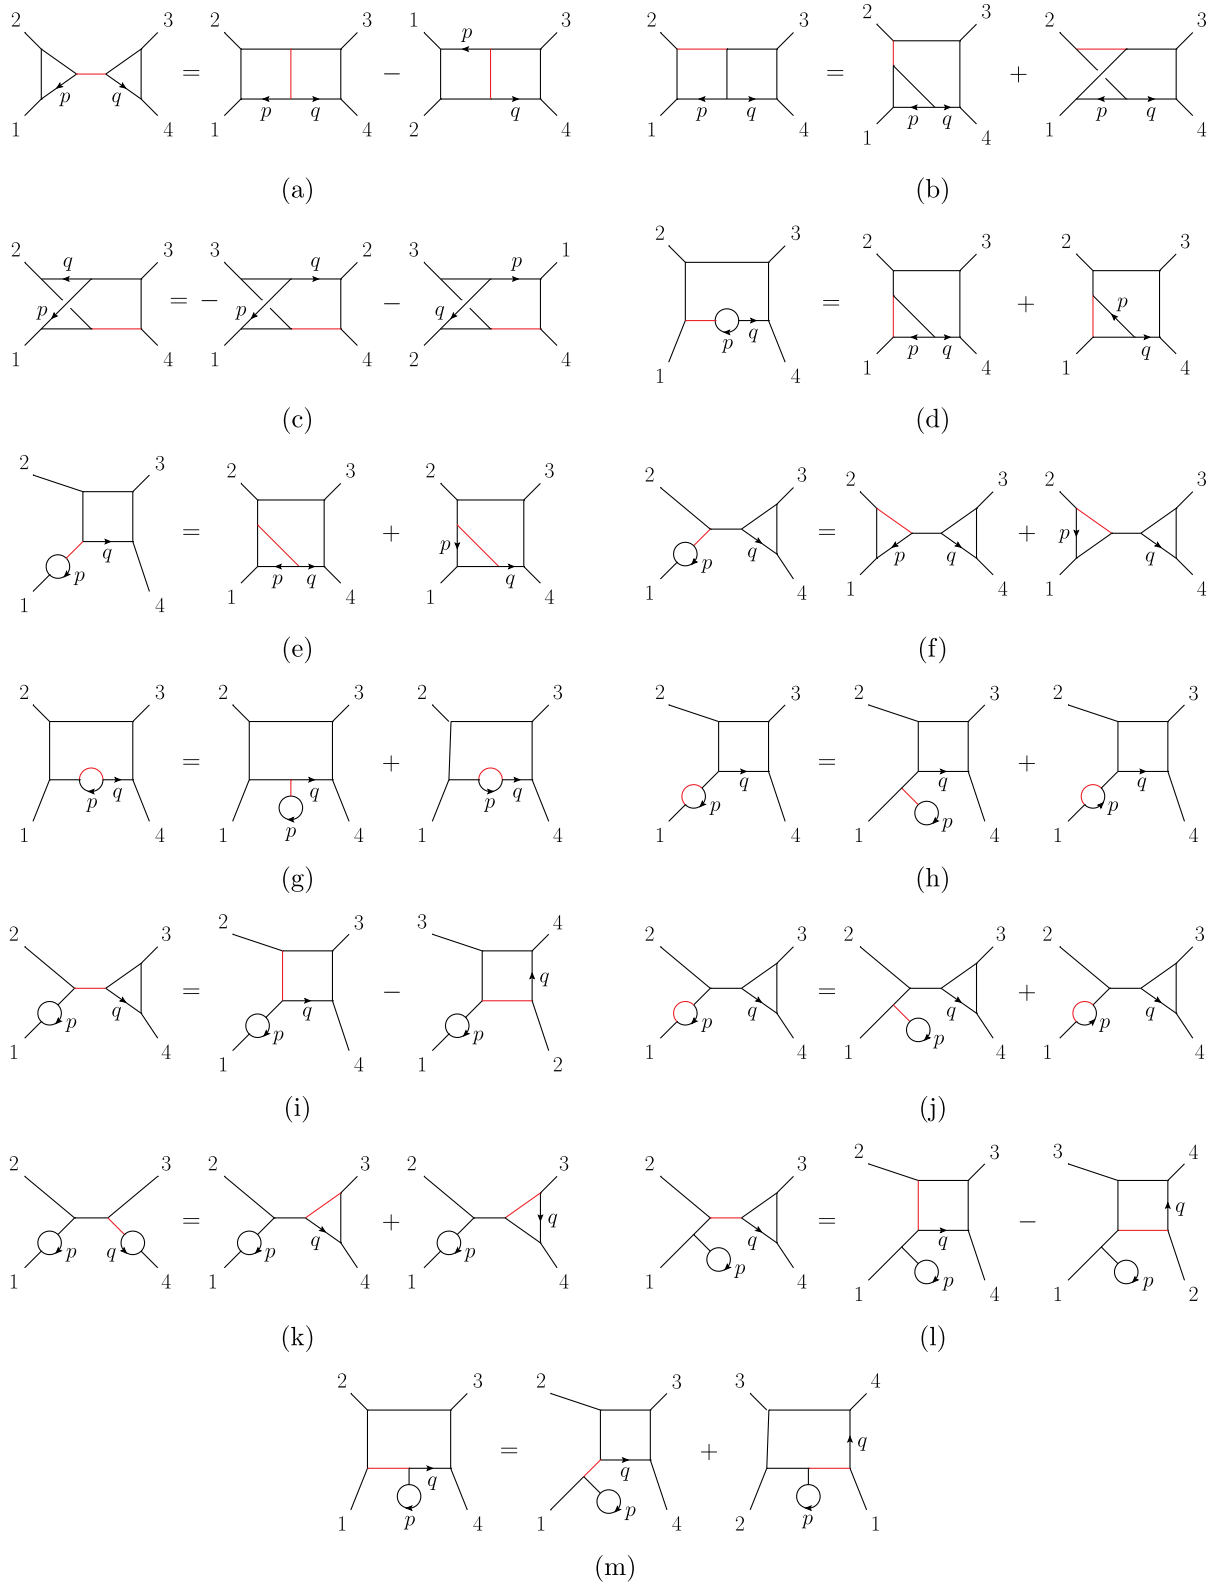 2 3 2 3 1 p 3 2 3 2 3 2 3
= − = +
p q p q q p q p q p q
1 4 1 4 2 4 1 4 1 4 1 4
(a) (b)
2 q 3 3 q 2 3 p 1 2 3 2 3 2 3
p = − p − q = + p
p q p q q
1 4 1 4 2 4 1 4 1 4 1 4
(c) (d)
2 3 2 3 2 3 2 3 2 3 2 3
= + p = + p
q p p q q p q p q q
1 4 1 4 1 4 1 4 1 4 1 4
(e) (f)
2 3 2 3 2 3 2 3 2 3 2 3
= + = +
p q p q p q p q p q p q
1 4 1 4 1 4 1 4 1 4 1 4
(g) (h)
2 3 2 3 3 4 2 3 2 3 2 3
= − q = +
p q p q p p q p q p q
1 4 1 4 1 2 1 4 1 4 1 4
(i) (j)
2 3 2 3 2 3 2 3 2 3 3 4
= + q = − q
p q p q p p q p q p
1 4 1 4 1 4 1 4 1 4 1 2
(k) (l)
2 3 2 3 3 4
= + q
p q p q p
1 4 1 4 2 1
(m)